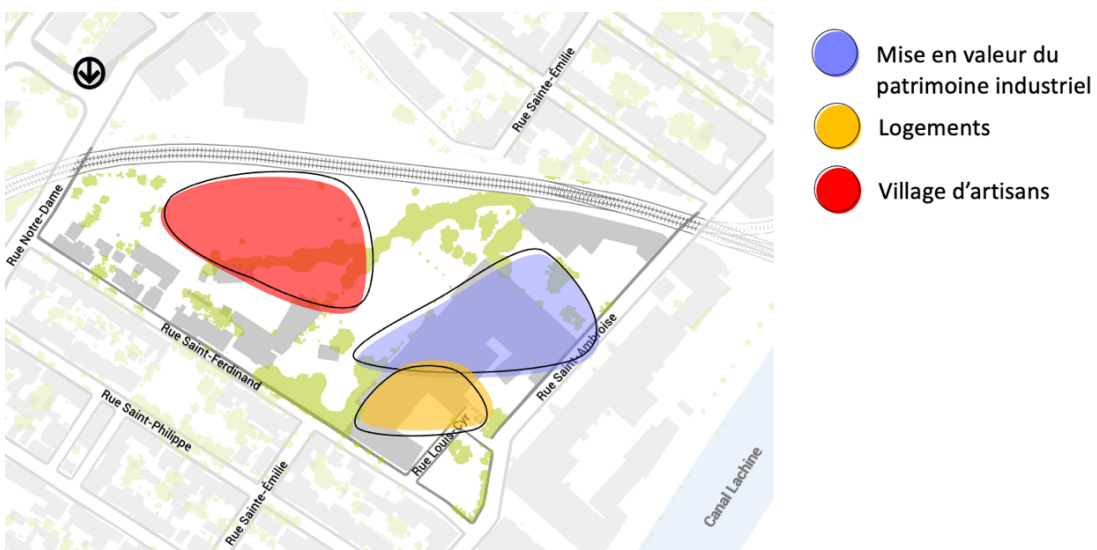 Mise en valeur du
patrimoine industriel
Logements
Village d'artisans
Rue Sainte-Émilie
Rue Notre-Dame
Rue Saint-Ferdinand
Rue Saint-Ambroise
Rue Saint-Philippe
Rue Louis-Cyr
Rue Sainte-Émilie
Canal Lachine